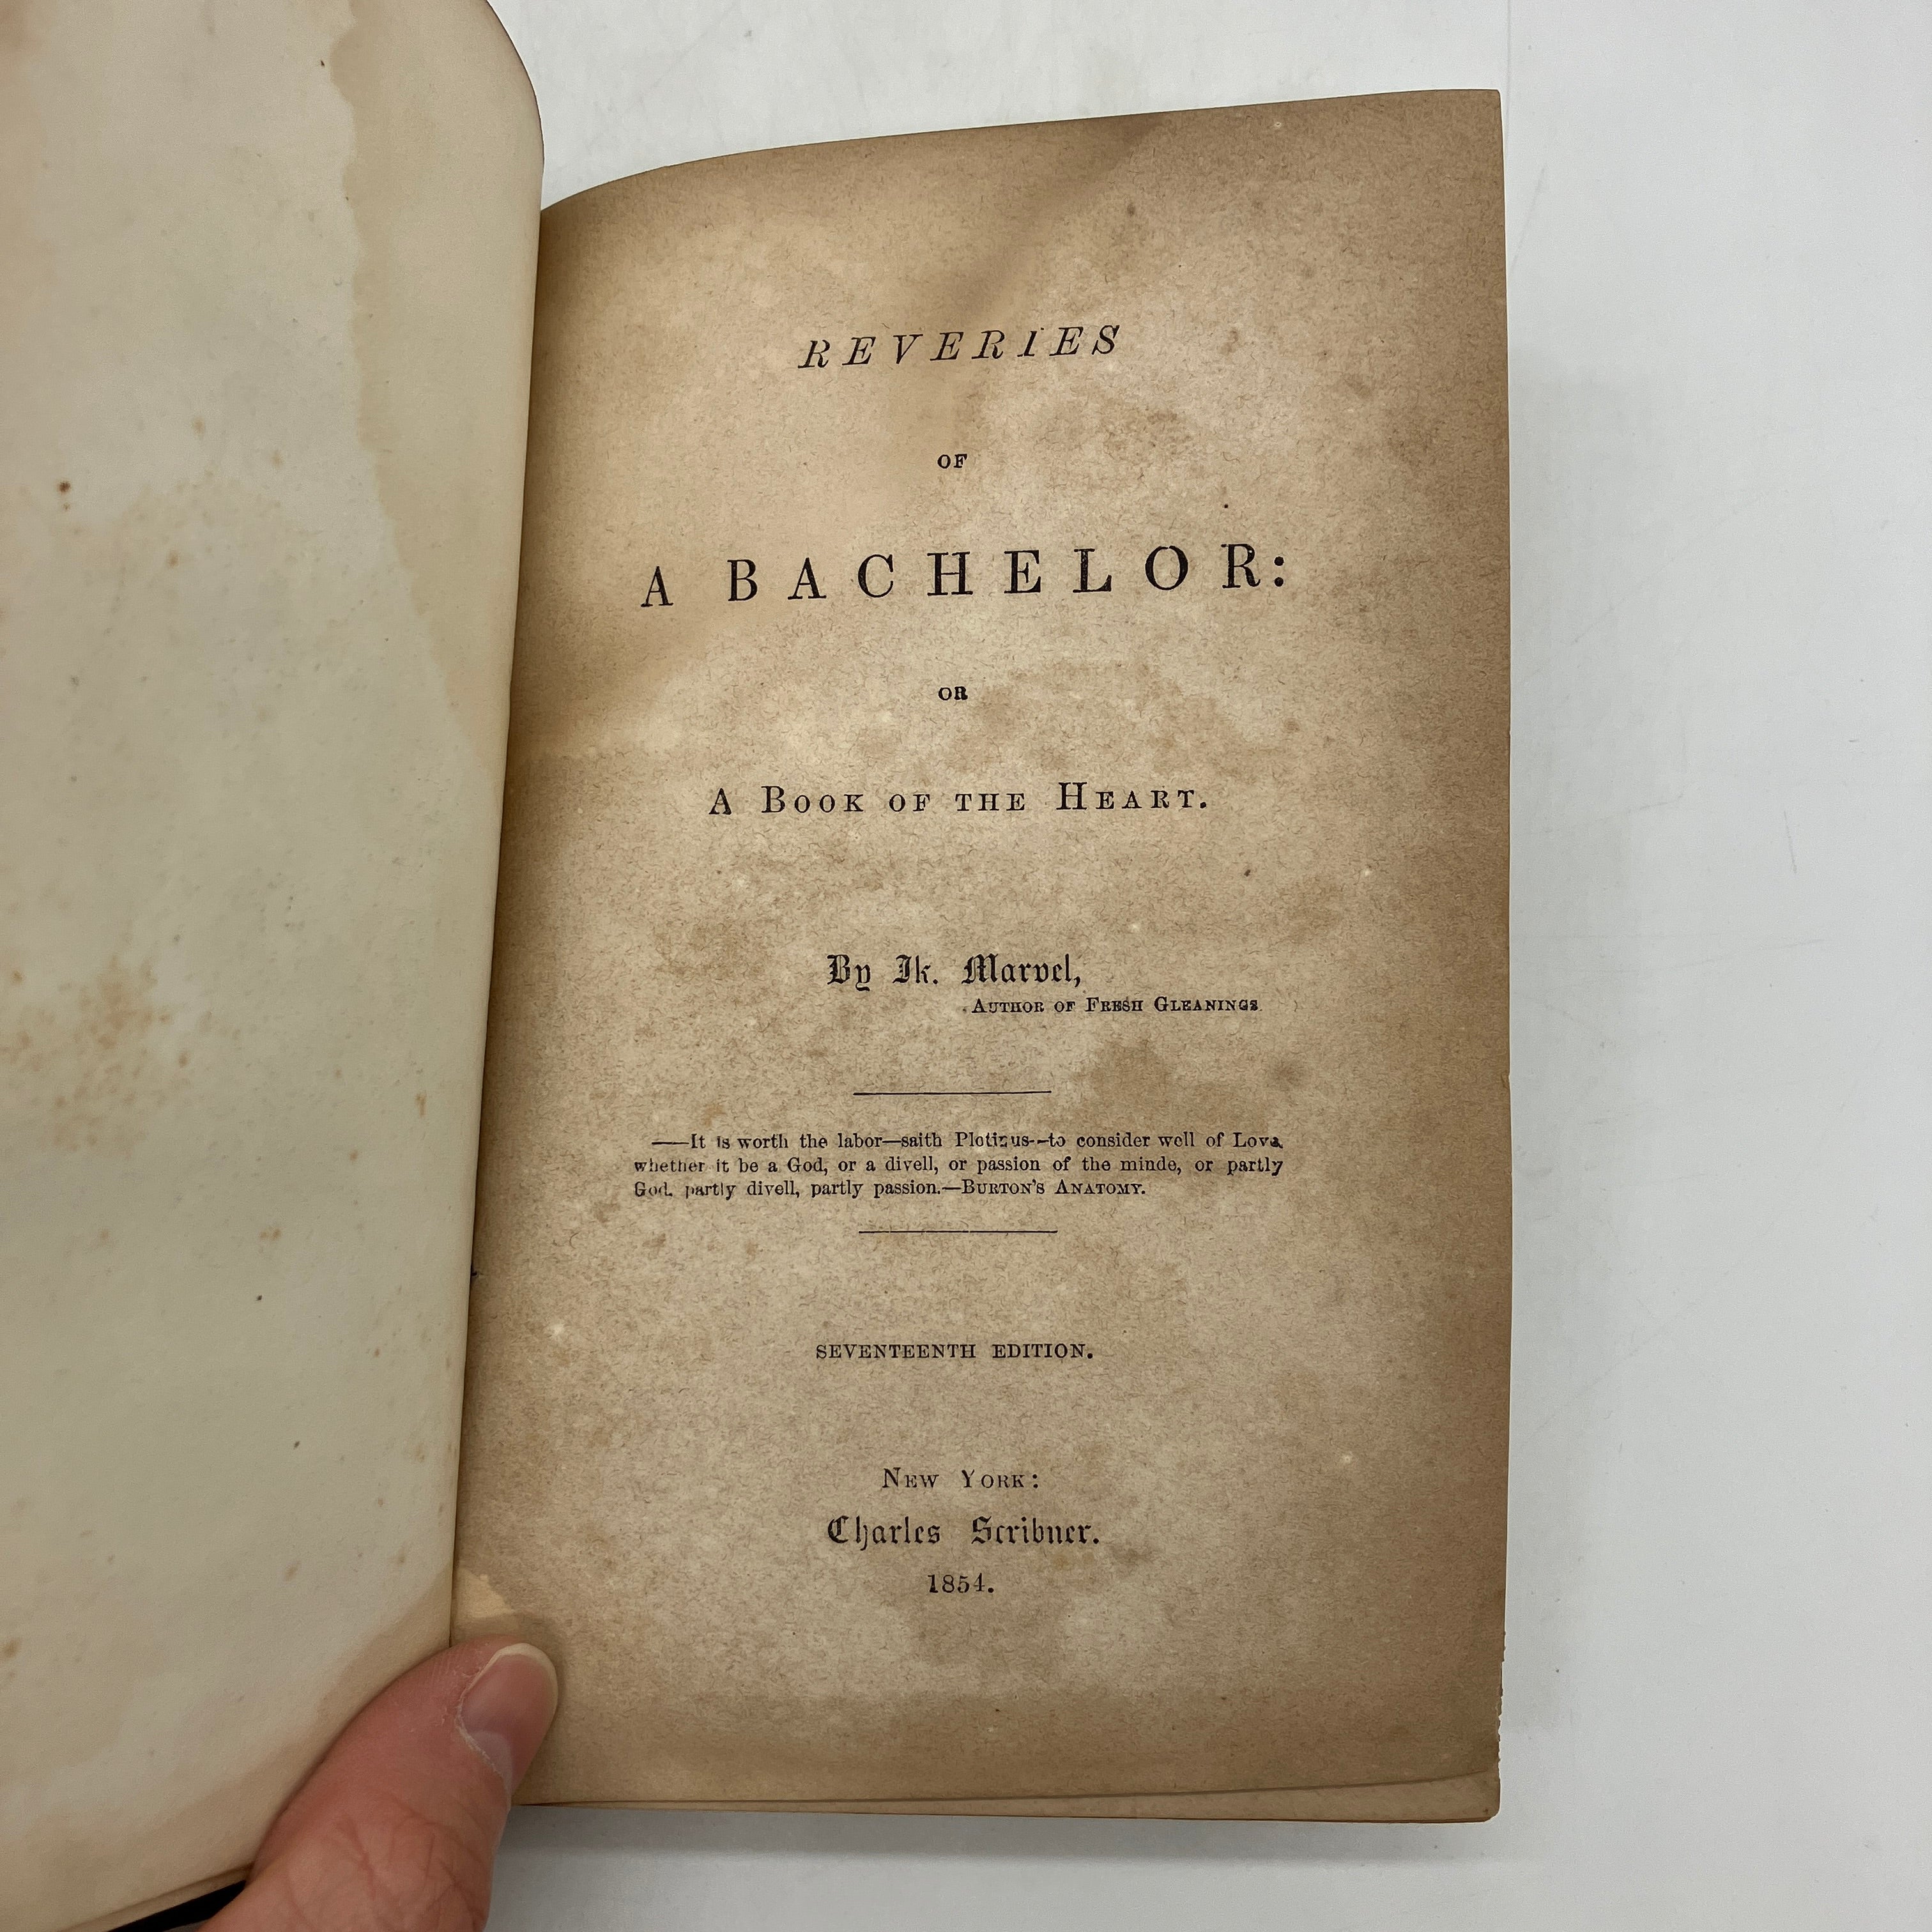 REVERIES
OF
A BACHELOR:
OR
A BOOK OF THE HEART.
By Ik. Marvel,
AUTHOR OF FRESH GLEANINGS
——It is worth the labor—saith Plotinus--to consider well of Love,
whether it be a God, or a divell, or passion of the minde, or partly
God, partly divell, partly passion.—BURTON'S ANATOMY.
SEVENTEENTH EDITION.
NEW YORK:
Charles Scribner.
1854.